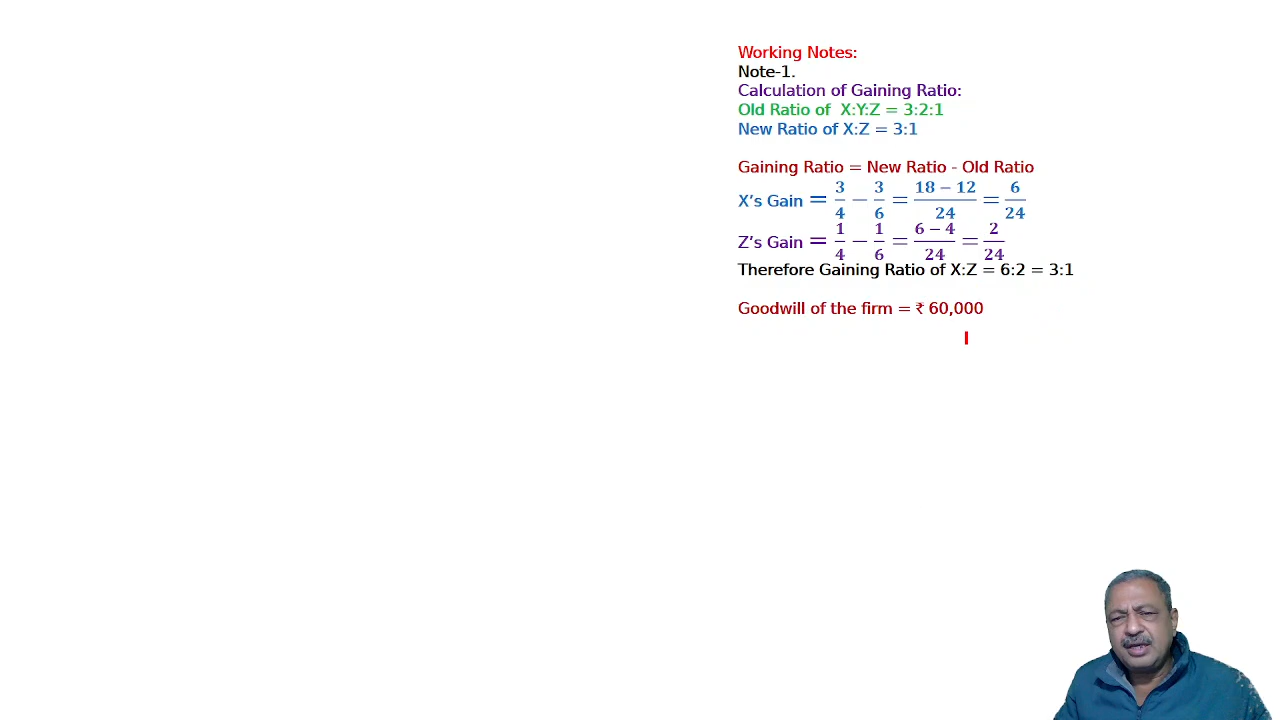 Working Notes:
Note-1.
Calculation of Gaining Ratio:
Old Ratio of  X:Y:Z = 3:2:1
New Ratio of X:Z = 3:1
Gaining Ratio = New Ratio - Old Ratio
X’s Gain = 3/4 − 3/6 = 18 − 12/24 = 6/24
Z’s Gain = 1/4 − 1/6 = 6 − 4/24 = 2/24
Therefore Gaining Ratio of X:Z = 6:2 = 3:1
Goodwill of the firm = ₹ 60,000